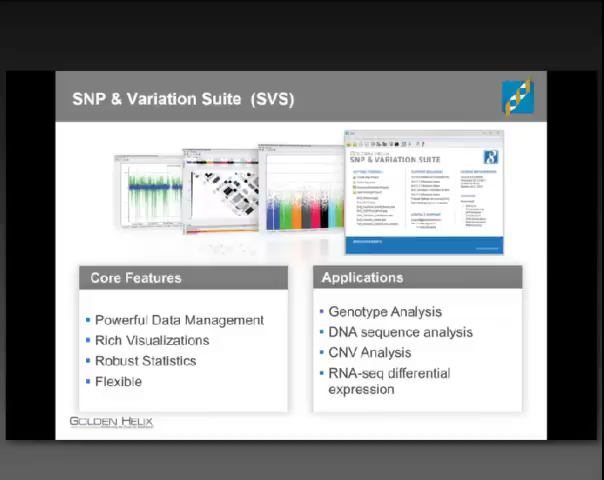 SNP & Variation Suite (SVS)
SNP & VARIATION SUITE
Core Features
Powerful Data Management
Rich Visualizations
Robust Statistics
Flexible
Applications
Genotype Analysis
DNA sequence analysis
CNV Analysis
RNA-seq differential
expression
GOLDEN HELIX